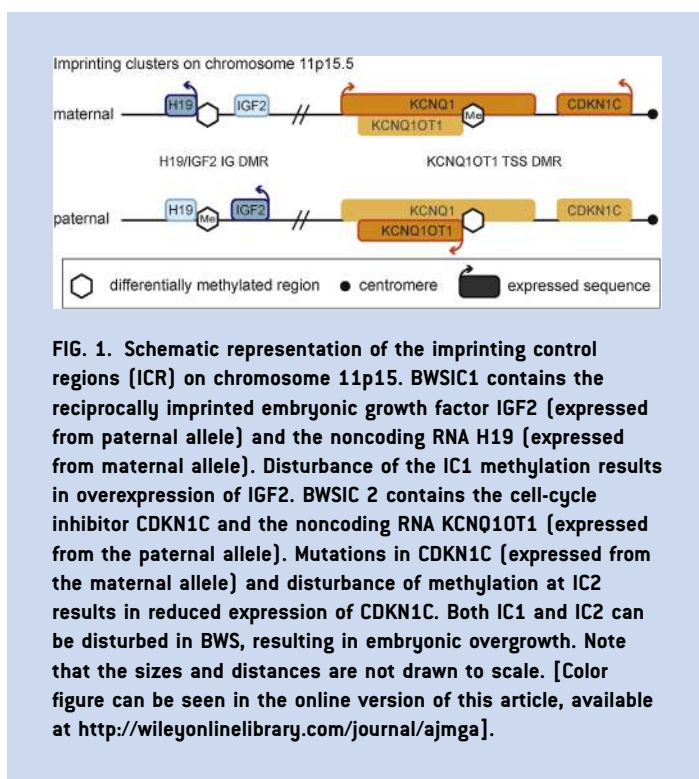 Imprinting clusters on chromosome 11p15.5
H19 IGF2 KCNQ1 CDKN1C
maternal Me
KCNQ1OT1
H19/IGF2 IG DMR KCNQ1OT1 TSS DMR
H19 IGF2 KCNQ1 CDKN1C
paternal Me
KCNQ1OT1
differentially methylated region centromere expressed sequence
FIG. 1. Schematic representation of the imprinting control
regions (ICR) on chromosome 11p15. BWSIC1 contains the
reciprocally imprinted embryonic growth factor IGF2 (expressed
from paternal allele) and the noncoding RNA H19 (expressed
from maternal allele). Disturbance of the IC1 methylation results
in overexpression of IGF2. BWSIC 2 contains the cell-cycle
inhibitor CDKN1C and the noncoding RNA KCNQ1OT1 (expressed
from the paternal allele). Mutations in CDKN1C (expressed from
the maternal allele) and disturbance of methylation at IC2
results in reduced expression of CDKN1C. Both IC1 and IC2 can
be disturbed in BWS, resulting in embryonic overgrowth. Note
that the sizes and distances are not drawn to scale. [Color
figure can be seen in the online version of this article, available
at http://wileyonlinelibrary.com/journal/ajmga].